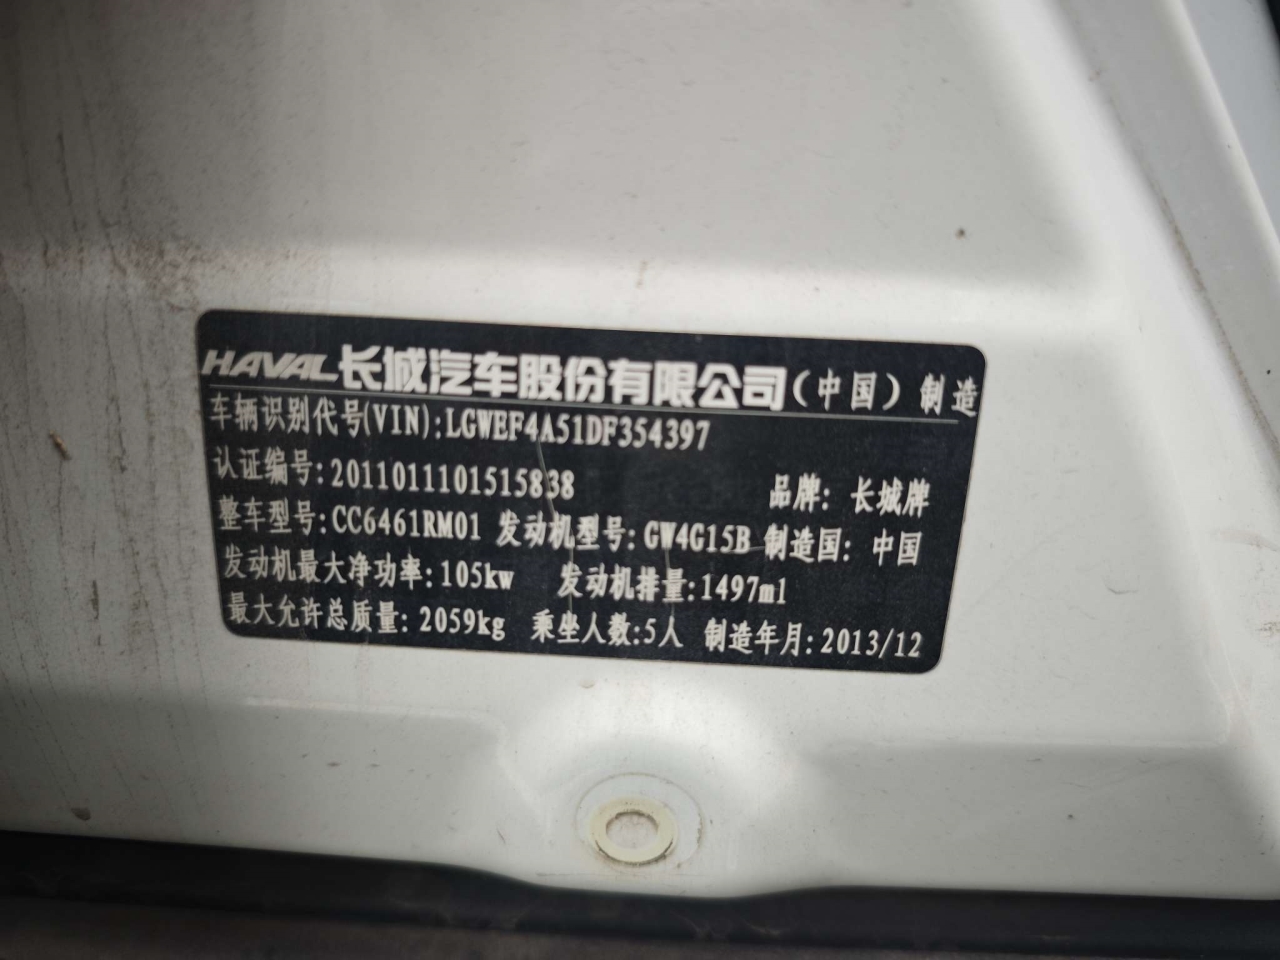 HAVAL长城汽车股份有限公司(中国)制造
车辆识别代号(VIN):LGWEF4A51DF354397
认证编号:2011011101515838 品牌:长城牌
整车型号:CC6461RM01 发动机型号:GW4G15B 制造国:中国
发动机最大净功率:105kw 发动机排量:1497ml
最大允许总质量:2059kg 乘坐人数:5人 制造年月:2013/12